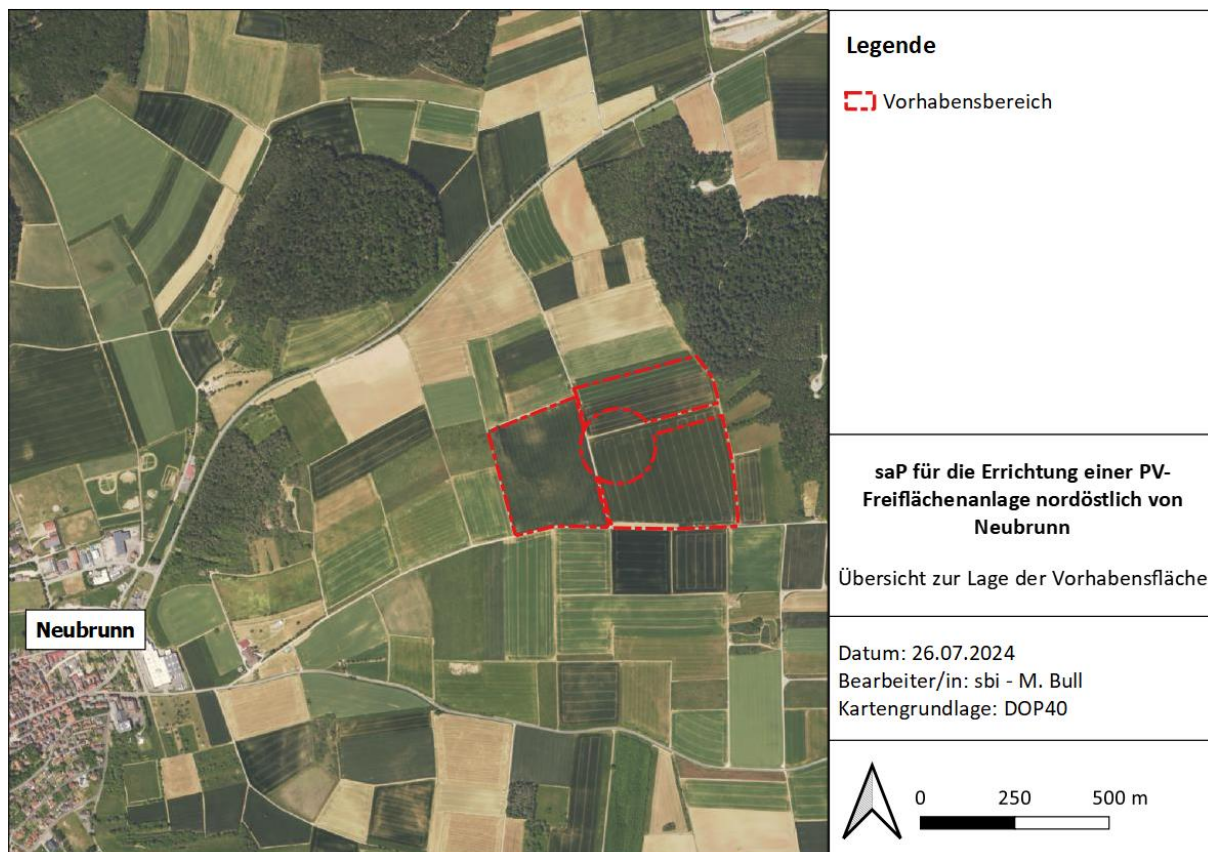 Legende
Vorhabensbereich
Neubrunn
saP für die Errichtung einer PV-
Freiflächenanlage nordöstlich von
Neubrunn
Übersicht zur Lage der Vorhabensfläche
Datum: 26.07.2024
Bearbeiter/in: sbi - M. Bull
Kartengrundlage: DOP40
0 250 500 m